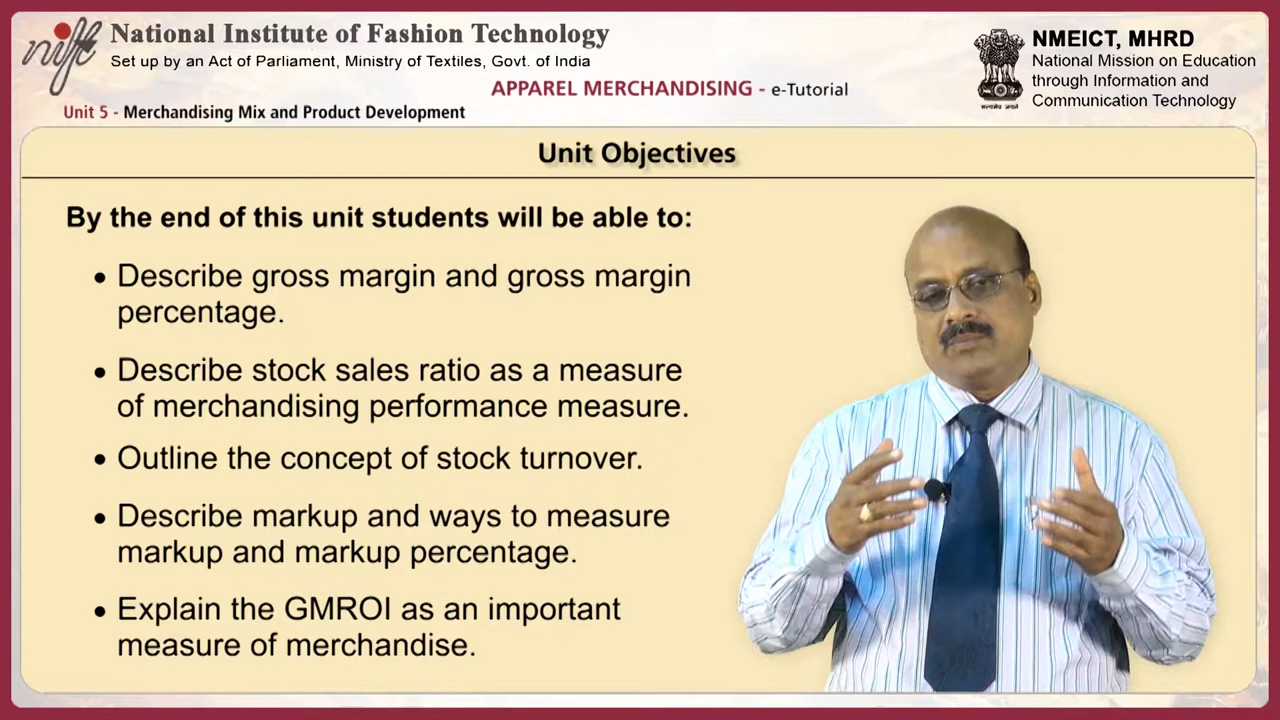 nift
National Institute of Fashion Technology
Set up by an Act of Parliament, Ministry of Textiles, Govt. of India
APPAREL MERCHANDISING - e-Tutorial
Unit 5 - Merchandising Mix and Product Development
सत्यमेव जयते
NMEICT, MHRD
National Mission on Education
through Information and
Communication Technology
Unit Objectives
By the end of this unit students will be able to:
• Describe gross margin and gross margin
percentage.
• Describe stock sales ratio as a measure
of merchandising performance measure.
• Outline the concept of stock turnover.
• Describe markup and ways to measure
markup and markup percentage.
• Explain the GMROI as an important
measure of merchandise.